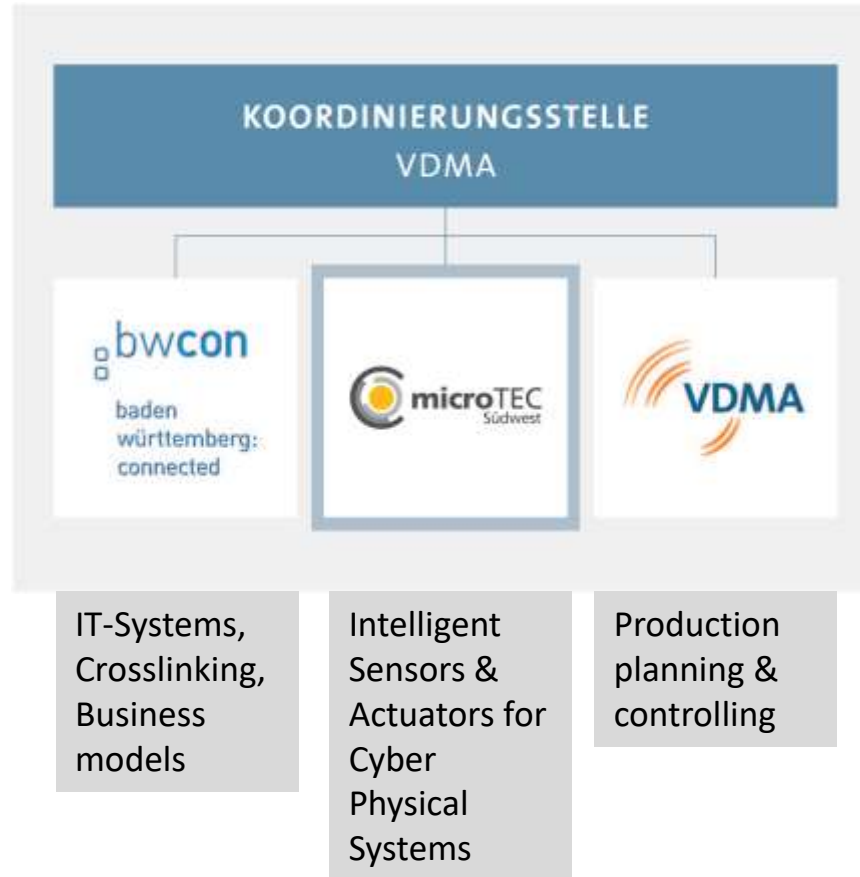 KOORDINIERUNGSSTELLE
VDMA
bwcon
baden
württemberg:
connected
microTEC
Südwest
VDMA
IT-Systems,
Crosslinking,
Business
models
Intelligent
Sensors &
Actuators for
Cyber
Physical
Systems
Production
planning &
controlling